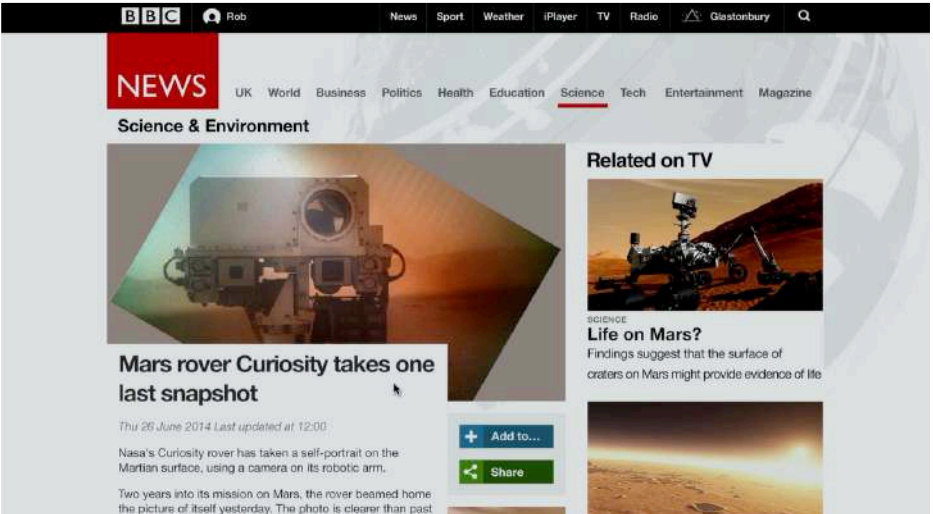 BBC Rob News Sport Weather iPlayer TV Radio Glastonbury
NEWS UK World Business Politics Health Education Science Tech Entertainment Magazine
Science & Environment
Mars rover Curiosity takes one
last snapshot
Thu 26 June 2014 Last updated at 12:00
Nasa's Curiosity rover has taken a self-portrait on the
Martian surface, using a camera on its robotic arm.
Two years into its mission on Mars, the rover beamed home
the picture of itself yesterday. The photo is clearer than past
Add to...
Share
Related on TV
SCIENCE
Life on Mars?
Findings suggest that the surface of
craters on Mars might provide evidence of life